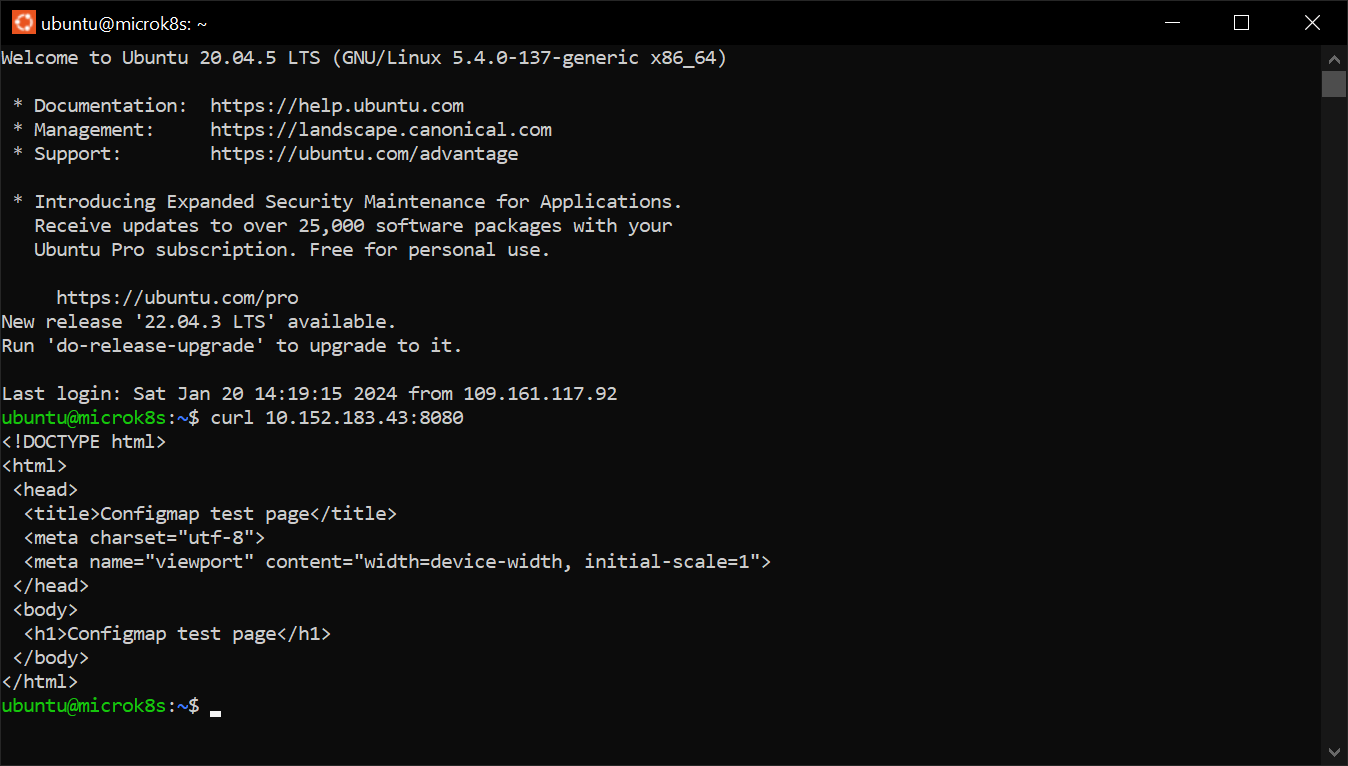 ubuntu@microk8s: ~
Welcome to Ubuntu 20.04.5 LTS (GNU/Linux 5.4.0-137-generic x86_64)
 * Documentation:  https://help.ubuntu.com
 * Management:     https://landscape.canonical.com
 * Support:        https://ubuntu.com/advantage
 * Introducing Expanded Security Maintenance for Applications.
   Receive updates to over 25,000 software packages with your
   Ubuntu Pro subscription. Free for personal use.
     https://ubuntu.com/pro
New release '22.04.3 LTS' available.
Run 'do-release-upgrade' to upgrade to it.
Last login: Sat Jan 20 14:19:15 2024 from 109.161.117.92
ubuntu@microk8s:~$ curl 10.152.183.43:8080
<!DOCTYPE html>
<html>
 <head>
  <title>Configmap test page</title>
  <meta charset="utf-8">
  <meta name="viewport" content="width=device-width, initial-scale=1">
 </head>
 <body>
  <h1>Configmap test page</h1>
 </body>
</html>
ubuntu@microk8s:~$